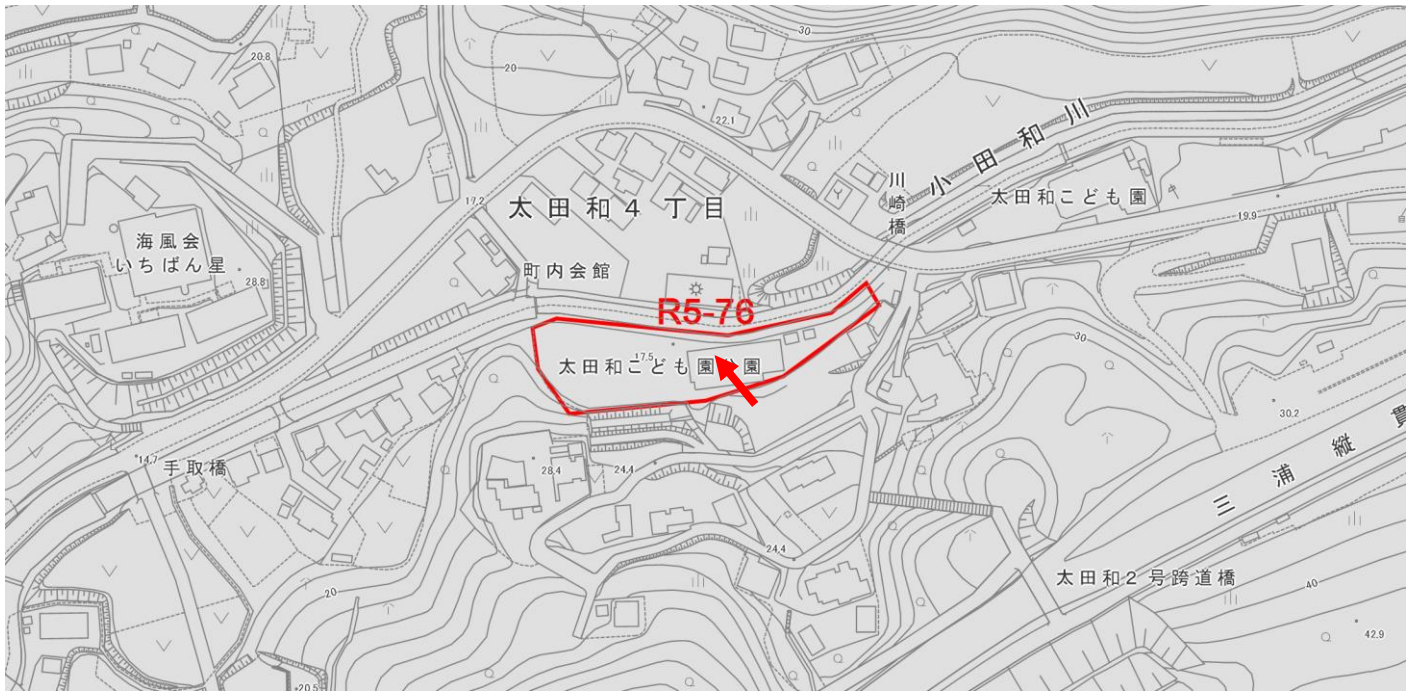 30
20.8
20
22.1
小田和川
川崎橋
太田和こども園
17.2
太田和4丁目
19.9
海風会
いちばん星
町内会館
28.8
R5-76
17.5
太田和こども園公園
30
30.2
三浦縦貫
14.7
手取橋
28.4
24.4
24.4
太田和2号跨道橋
20
40
42.9
20.5